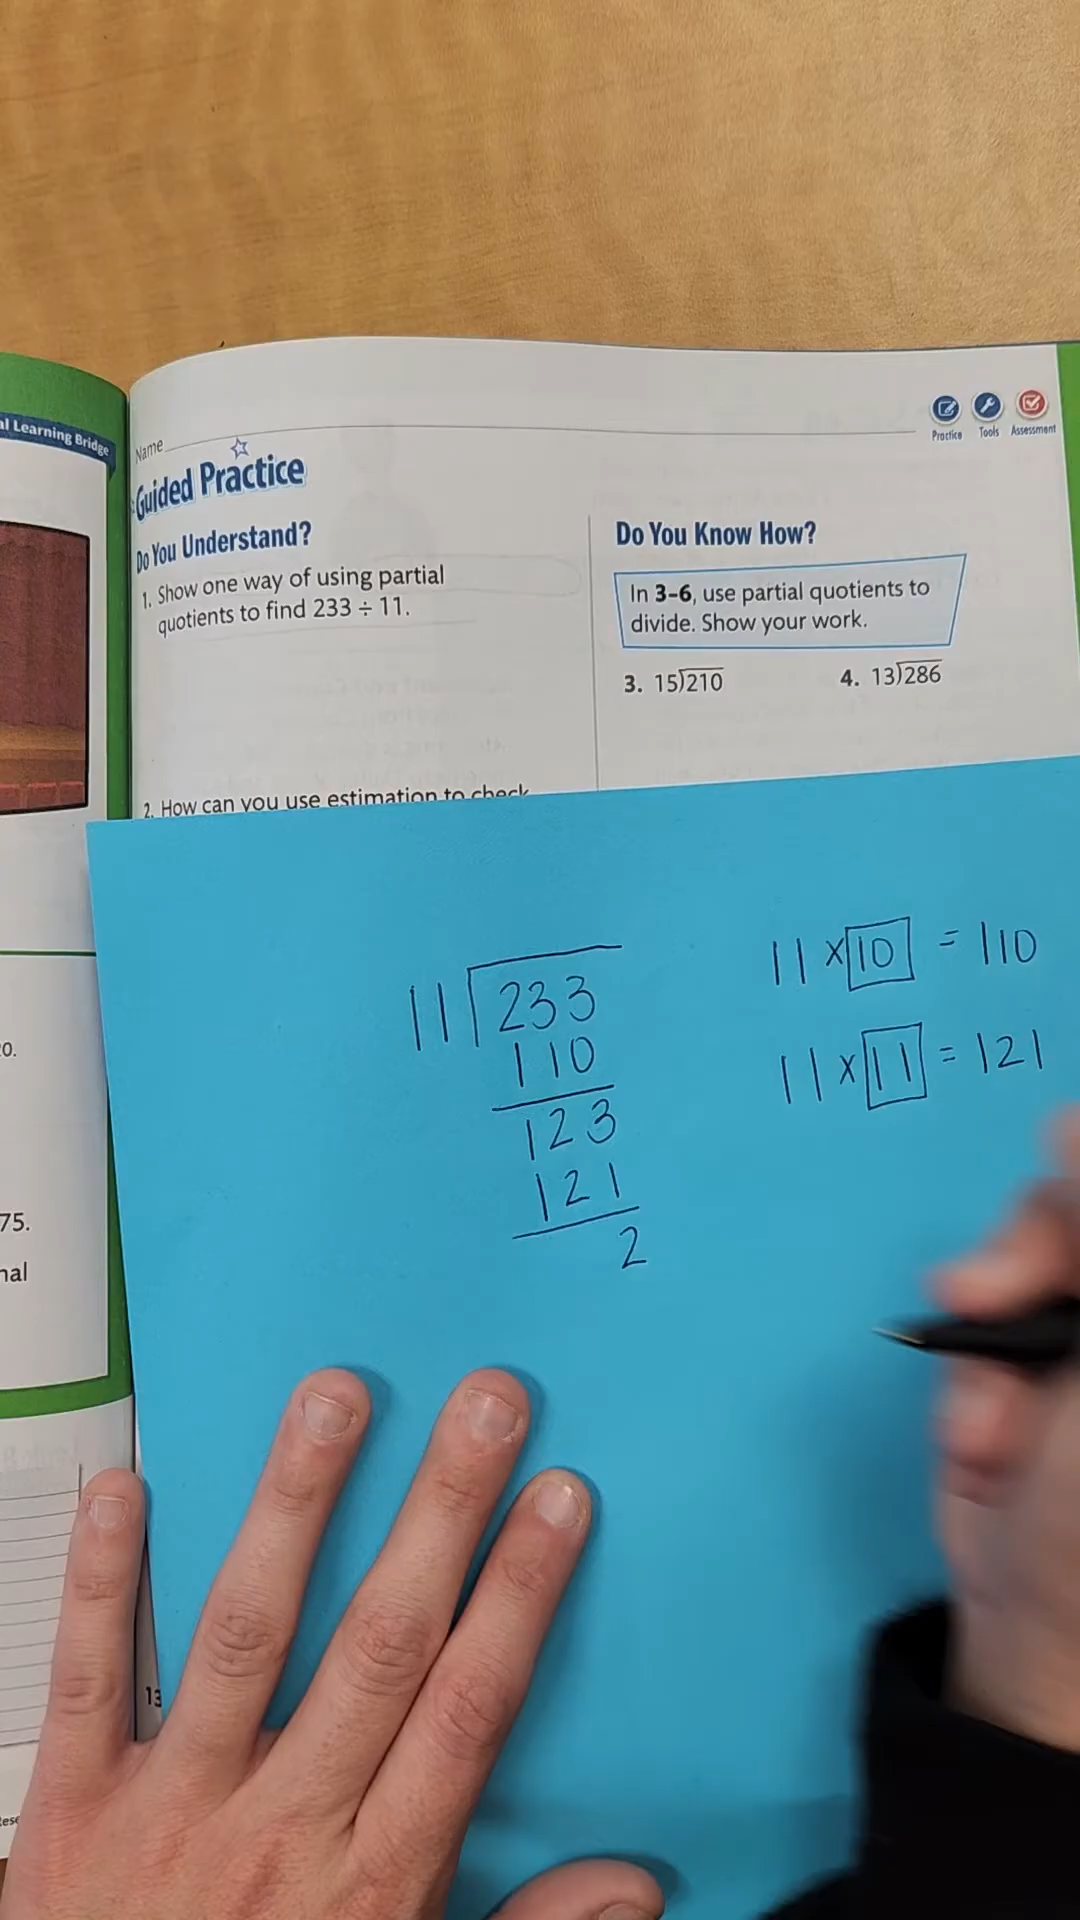 al Learning Bridge
Name
Practice Tools Assessment
Guided Practice
Do You Understand?
1. Show one way of using partial
quotients to find 233 ÷ 11.
2. How can you use estimation to check
Do You Know How?
In 3–6, use partial quotients to
divide. Show your work.
3. 15)210
4. 13)286
0.
75.
nal
13
11 233
110
123
121
2
11 × 10 = 110
11 × 11 = 121